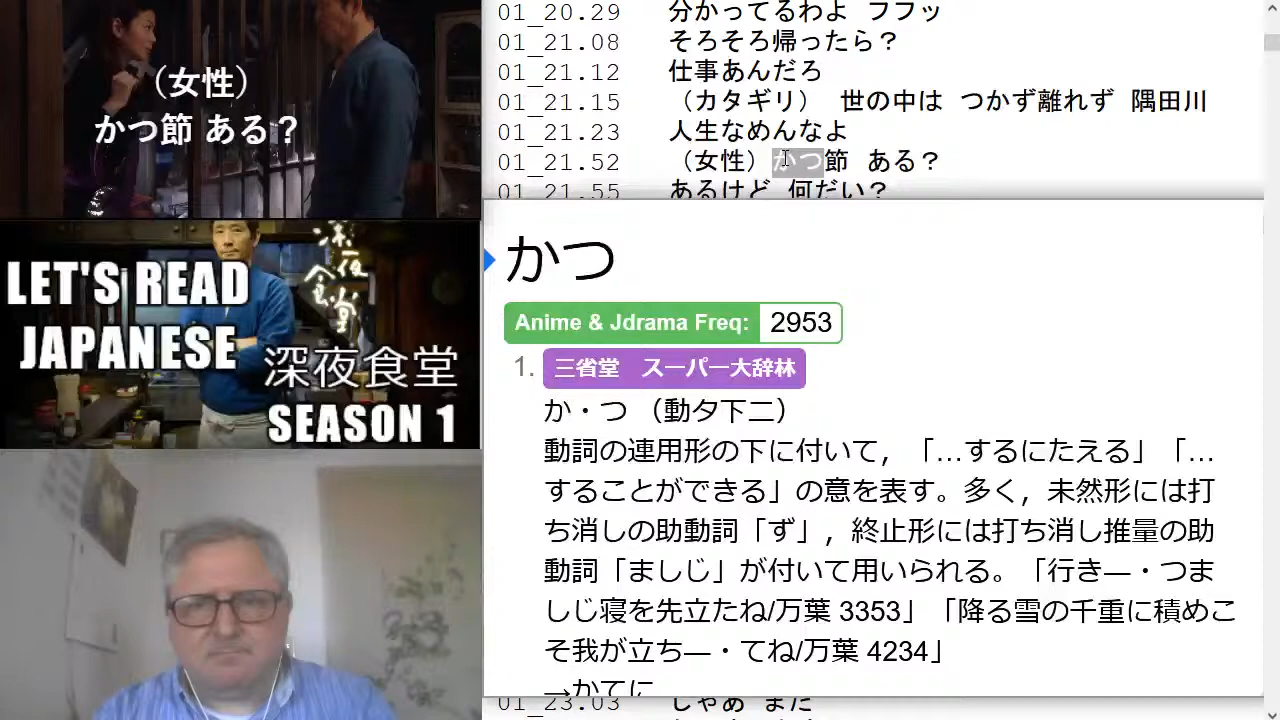 （女性）
かつ節 ある？
LET'S READ
JAPANESE
深夜食堂
深夜食堂
SEASON 1
01_20.29 分かってるわよ フフッ
01_21.08 そろそろ帰ったら？
01_21.12 仕事あんだろ
01_21.15 （カタギリ） 世の中は つかず離れず 隅田川
01_21.23 人生なめんなよ
01_21.52 （女性）かつ節 ある？
01_21.55 あるけど 何だい？
かつ
Anime & Jdrama Freq: 2953
1. 三省堂 スーパー大辞林
か・つ （動タ下二）
動詞の連用形の下に付いて，「…するにたえる」「…
することができる」の意を表す。多く，未然形には打
ち消しの助動詞「ず」，終止形には打ち消し推量の助
動詞「ましじ」が付いて用いられる。「行き―・つま
しじ寝を先立たね/万葉 3353」「降る雪の千重に積めこ
そ我が立ち―・てね/万葉 4234」
→かてに
01_23.03 じゃあ また